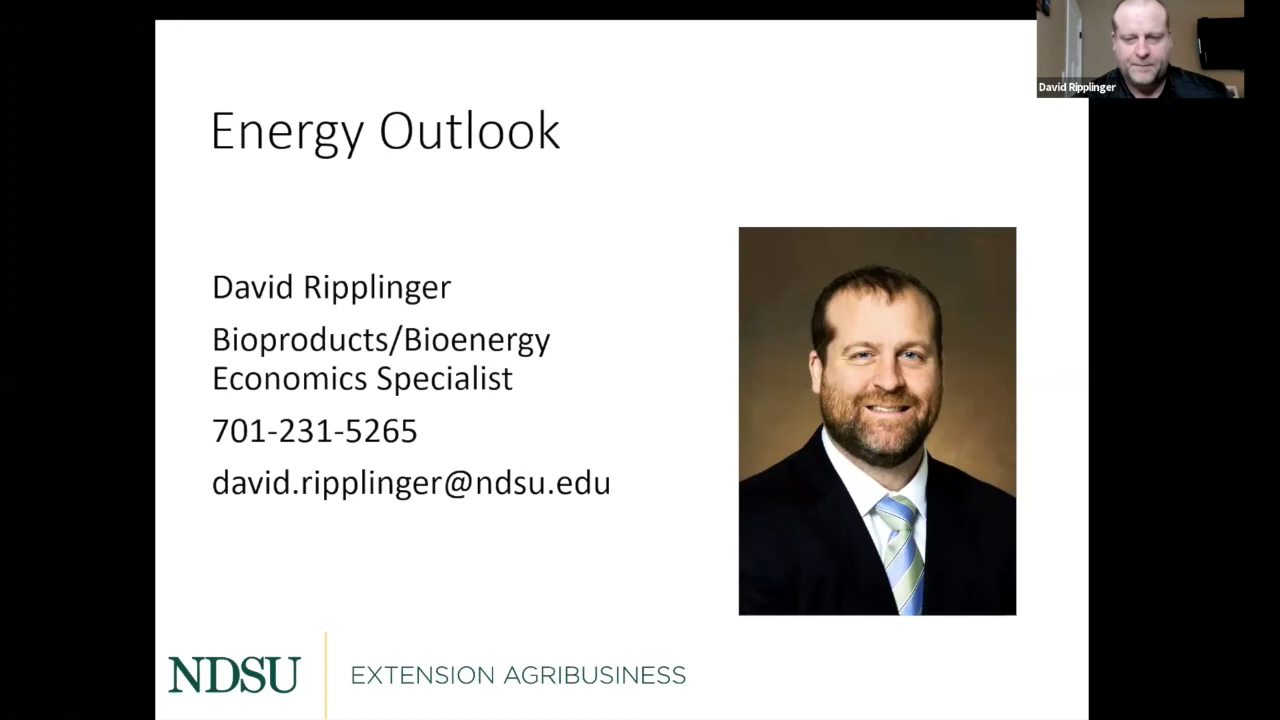 David Ripplinger
Energy Outlook
David Ripplinger
Bioproducts/Bioenergy
Economics Specialist
701-231-5265
david.ripplinger@ndsu.edu
NDSU
EXTENSION AGRIBUSINESS